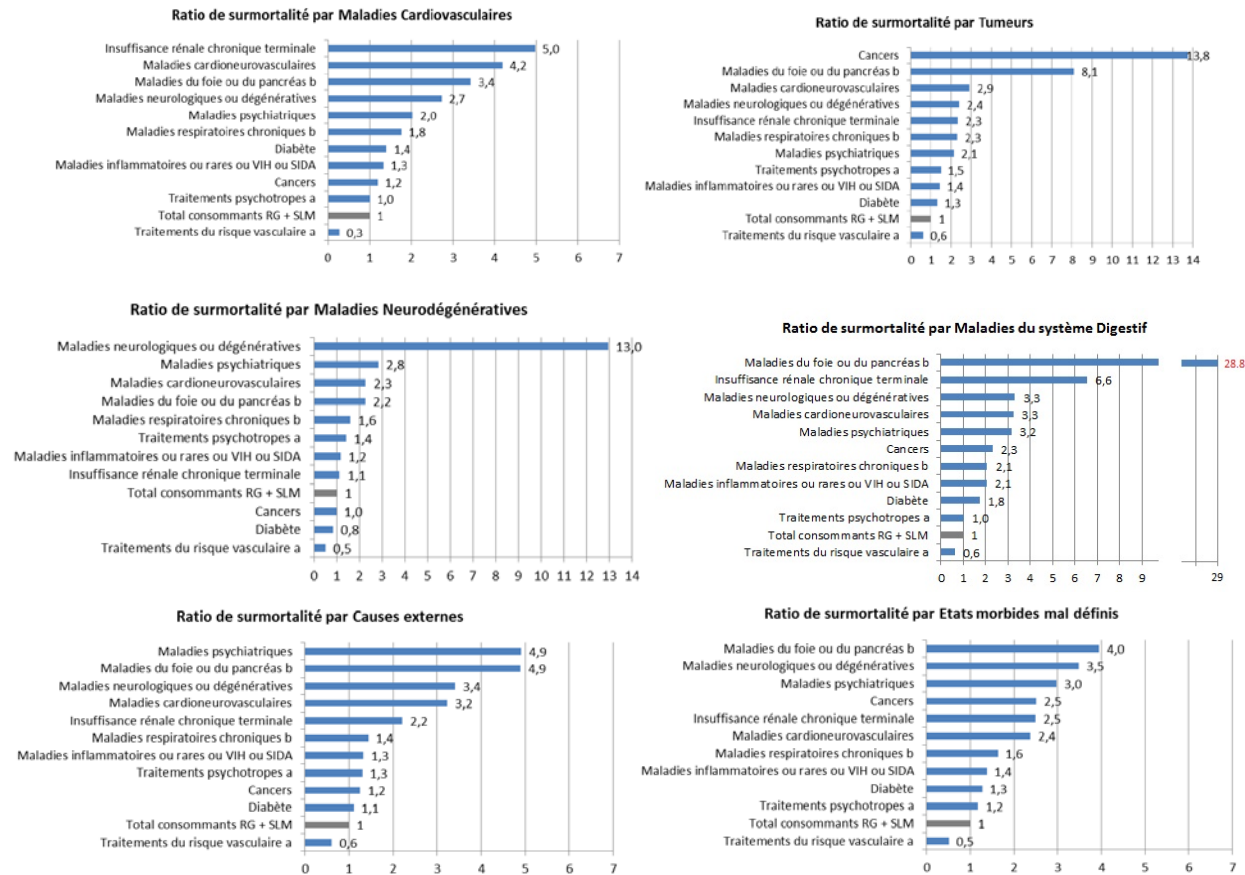 Ratio de surmortalité par Maladies Cardiovasculaires
Insuffisance rénale chronique terminale 5,0
Maladies cardioneurovasculaires 4,2
Maladies du foie ou du pancréas b 3,4
Maladies neurologiques ou dégénératives 2,7
Maladies psychiatriques 2,0
Maladies respiratoires chroniques b 1,8
Diabète 1,4
Maladies inflammatoires ou rares ou VIH ou SIDA 1,3
Cancers 1,2
Traitements psychotropes a 1,0
Total consommants RG + SLM 1
Traitements du risque vasculaire a 0,3
0 1 2 3 4 5 6 7
Ratio de surmortalité par Tumeurs
Cancers 13,8
Maladies du foie ou du pancréas b 8,1
Maladies cardioneurovasculaires 2,9
Maladies neurologiques ou dégénératives 2,4
Insuffisance rénale chronique terminale 2,3
Maladies respiratoires chroniques b 2,3
Maladies psychiatriques 2,1
Traitements psychotropes a 1,5
Maladies inflammatoires ou rares ou VIH ou SIDA 1,4
Diabète 1,3
Total consommants RG + SLM 1
Traitements du risque vasculaire a 0,6
0 1 2 3 4 5 6 7 8 9 10 11 12 13 14
Ratio de surmortalité par Maladies Neurodégénératives
Maladies neurologiques ou dégénératives 13,0
Maladies psychiatriques 2,8
Maladies cardioneurovasculaires 2,3
Maladies du foie ou du pancréas b 2,2
Maladies respiratoires chroniques b 1,6
Traitements psychotropes a 1,4
Maladies inflammatoires ou rares ou VIH ou SIDA 1,2
Insuffisance rénale chronique terminale 1,1
Total consommants RG + SLM 1
Cancers 1,0
Diabète 0,8
Traitements du risque vasculaire a 0,5
0 1 2 3 4 5 6 7 8 9 10 11 12 13 14
Ratio de surmortalité par Maladies du système Digestif
Maladies du foie ou du pancréas b 28.8
Insuffisance rénale chronique terminale 6,6
Maladies neurologiques ou dégénératives 3,3
Maladies cardioneurovasculaires 3,3
Maladies psychiatriques 3,2
Cancers 2,3
Maladies respiratoires chroniques b 2,1
Maladies inflammatoires ou rares ou VIH ou SIDA 2,1
Diabète 1,8
Traitements psychotropes a 1,0
Total consommants RG + SLM 1
Traitements du risque vasculaire a 0,6
0 1 2 3 4 5 6 7 8 9 29
Ratio de surmortalité par Causes externes
Maladies psychiatriques 4,9
Maladies du foie ou du pancréas b 4,9
Maladies neurologiques ou dégénératives 3,4
Maladies cardioneurovasculaires 3,2
Insuffisance rénale chronique terminale 2,2
Maladies respiratoires chroniques b 1,4
Maladies inflammatoires ou rares ou VIH ou SIDA 1,3
Traitements psychotropes a 1,3
Cancers 1,2
Diabète 1,1
Total consommants RG + SLM 1
Traitements du risque vasculaire a 0,6
0 1 2 3 4 5 6 7
Ratio de surmortalité par Etats morbides mal définis
Maladies du foie ou du pancréas b 4,0
Maladies neurologiques ou dégénératives 3,5
Maladies psychiatriques 3,0
Cancers 2,5
Insuffisance rénale chronique terminale 2,5
Maladies cardioneurovasculaires 2,4
Maladies respiratoires chroniques b 1,6
Maladies inflammatoires ou rares ou VIH ou SIDA 1,4
Diabète 1,3
Traitements psychotropes a 1,2
Total consommants RG + SLM 1
Traitements du risque vasculaire a 0,5
0 1 2 3 4 5 6 7